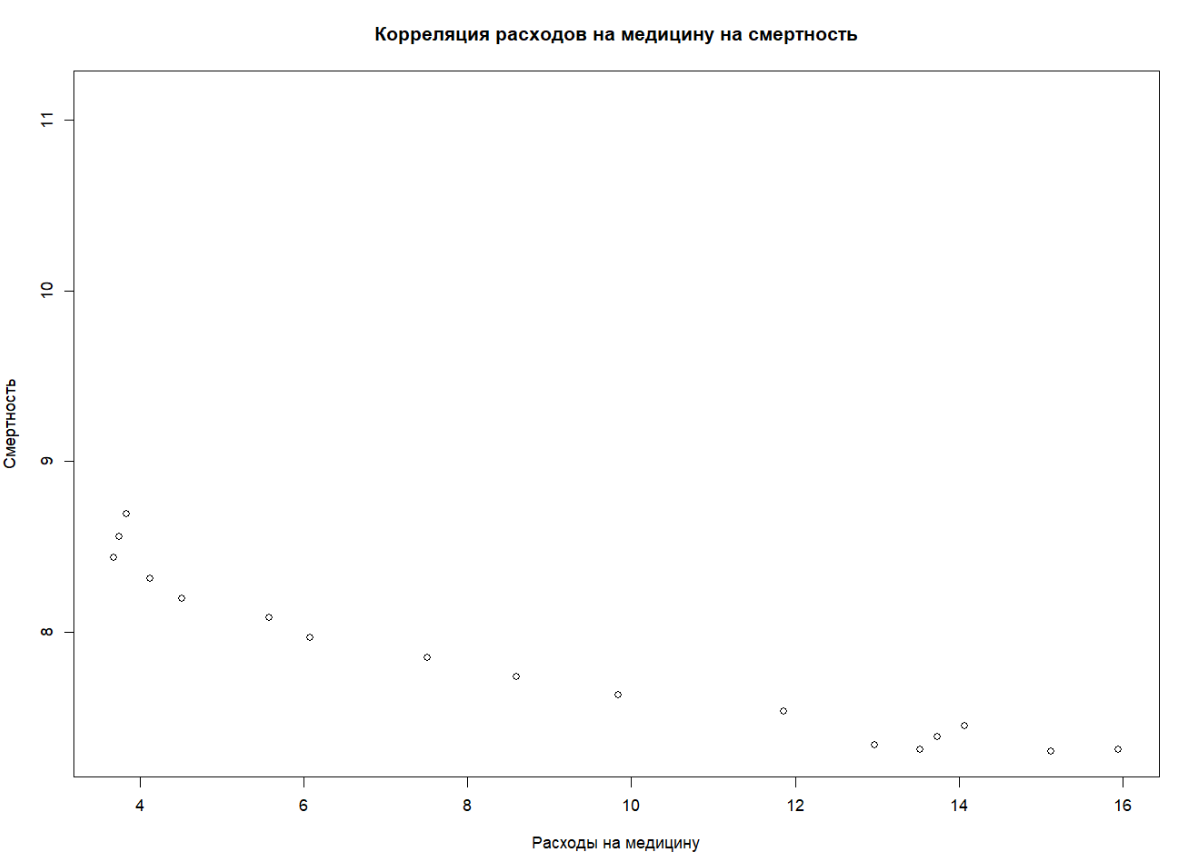 Корреляция расходов на медицину на смертность
11
10
9
8
Смертность
4 6 8 10 12 14 16
Расходы на медицину